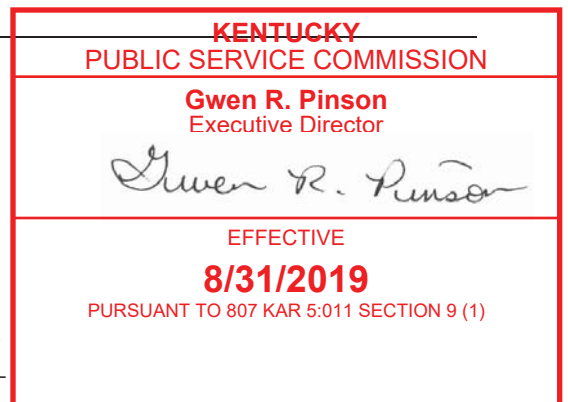 KENTUCKY
PUBLIC SERVICE COMMISSION
Gwen R. Pinson
Executive Director
Gwen R. Pinson
EFFECTIVE
8/31/2019
PURSUANT TO 807 KAR 5:011 SECTION 9 (1)